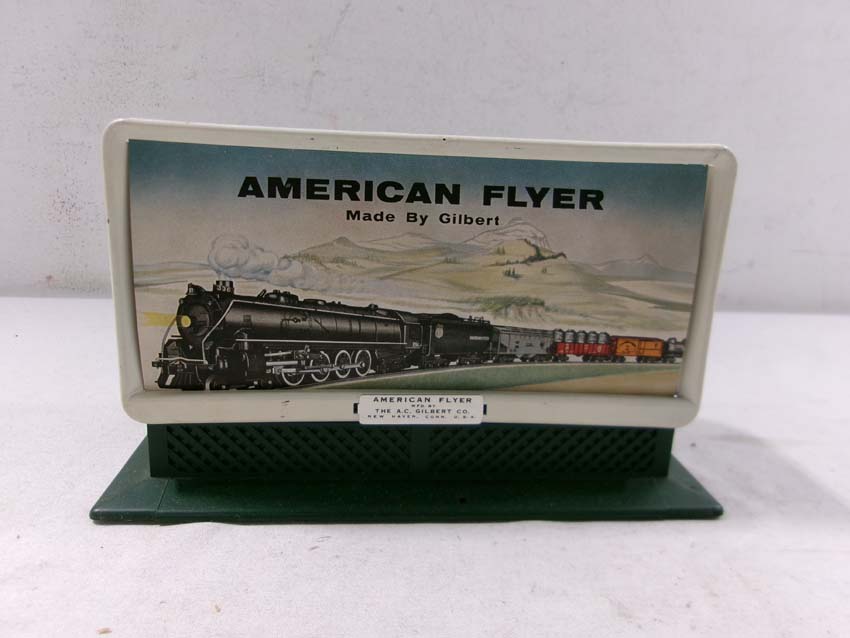 AMERICAN FLYER
Made By Gilbert
AMERICAN FLYER
MFD. BY
THE A.C. GILBERT CO.
NEW HAVEN, CONN. U.S.A.